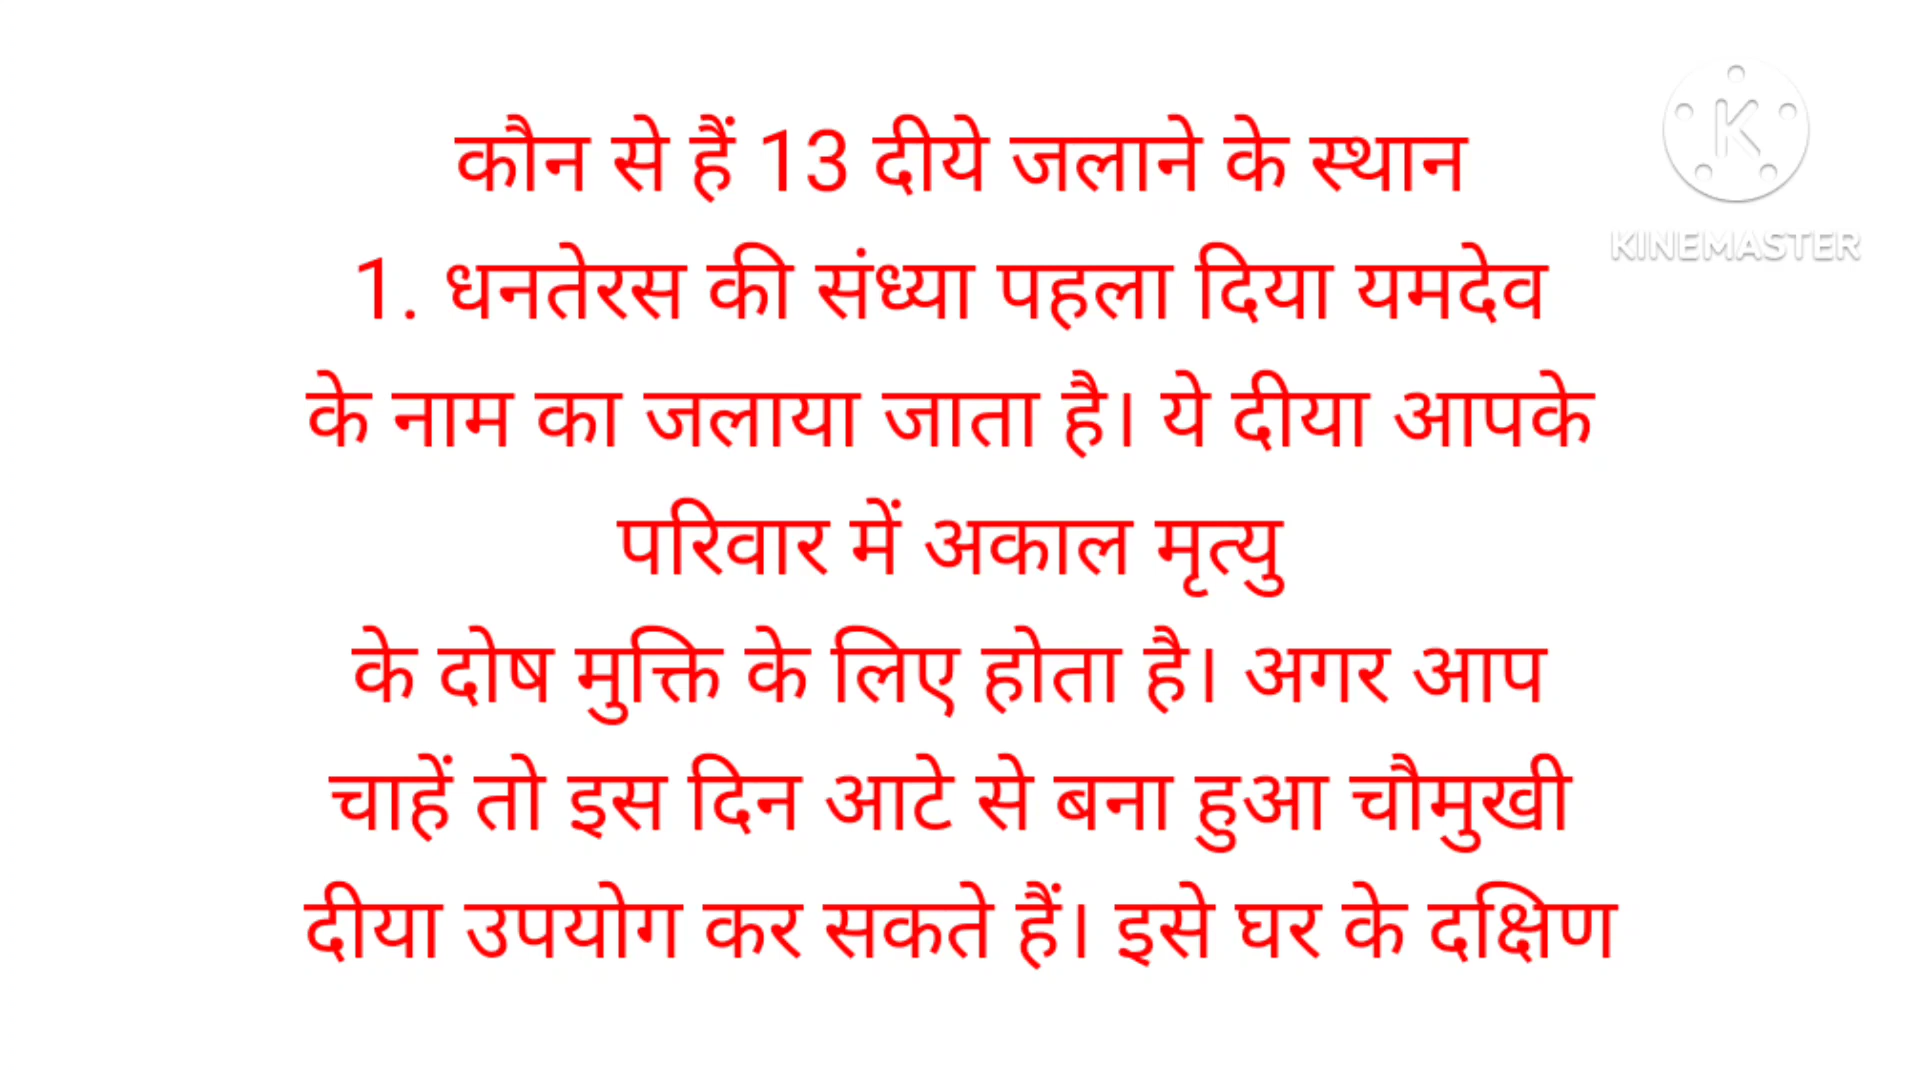 कौन से हैं 13 दीये जलाने के स्थान
1. धनतेरस की संध्या पहला दिया यमदेव
के नाम का जलाया जाता है। ये दीया आपके
परिवार में अकाल मृत्यु
के दोष मुक्ति के लिए होता है। अगर आप
चाहें तो इस दिन आटे से बना हुआ चौमुखी
दीया उपयोग कर सकते हैं। इसे घर के दक्षिण
K
KINEMASTER